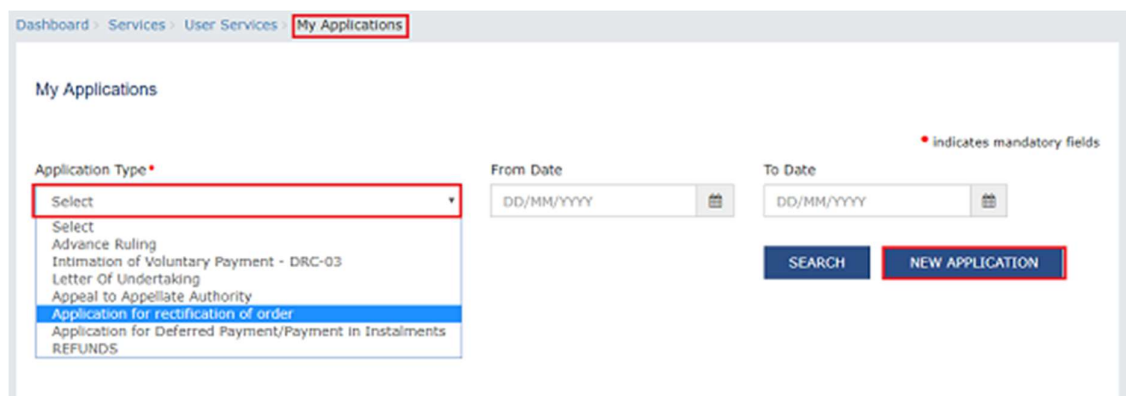 Dashboard > Services > User Services > My Applications
My Applications
• indicates mandatory fields
Application Type •
From Date
To Date
Select
DD/MM/YYYY
DD/MM/YYYY
Select
Advance Ruling
Intimation of Voluntary Payment - DRC-03
Letter Of Undertaking
Appeal to Appellate Authority
Application for rectification of order
Application for Deferred Payment/Payment in Instalments
REFUNDS
SEARCH
NEW APPLICATION